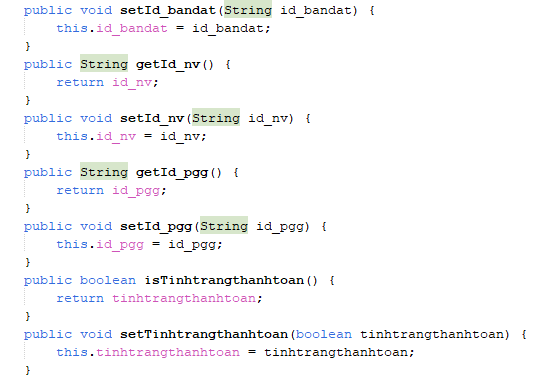 public void setId_bandat(String id_bandat) {
    this.id_bandat = id_bandat;
}
public String getId_nv() {
    return id_nv;
}
public void setId_nv(String id_nv) {
    this.id_nv = id_nv;
}
public String getId_pgg() {
    return id_pgg;
}
public void setId_pgg(String id_pgg) {
    this.id_pgg = id_pgg;
}
public boolean isTinhtrangthanhtoan() {
    return tinhtrangthanhtoan;
}
public void setTinhtrangthanhtoan(boolean tinhtrangthanhtoan) {
    this.tinhtrangthanhtoan = tinhtrangthanhtoan;
}